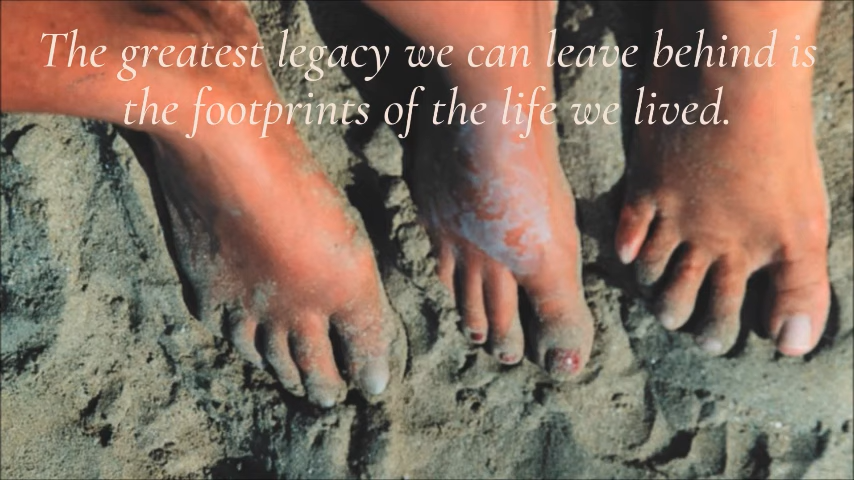 The greatest legacy we can leave behind is
the footprints of the life we lived.